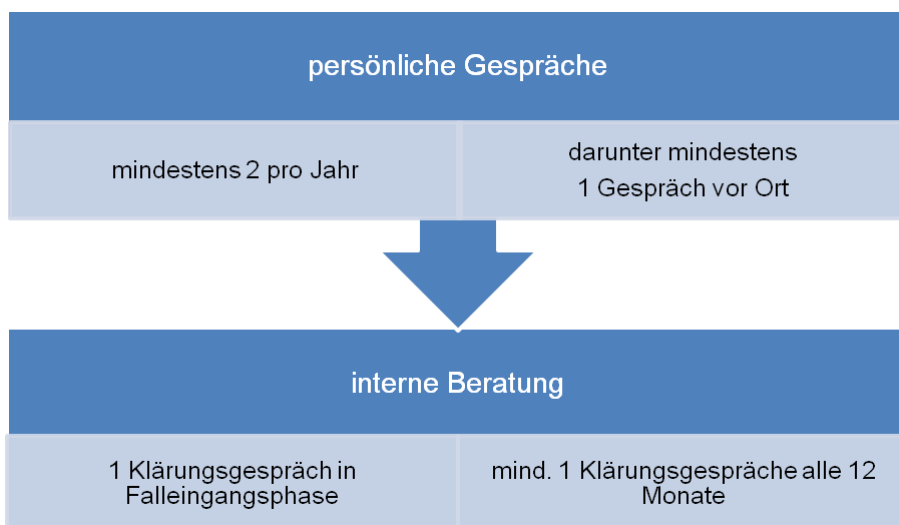 persönliche Gespräche
mindestens 2 pro Jahr
darunter mindestens
1 Gespräch vor Ort
interne Beratung
1 Klärungsgespräch in
Falleingangsphase
mind. 1 Klärungsgespräche alle 12
Monate